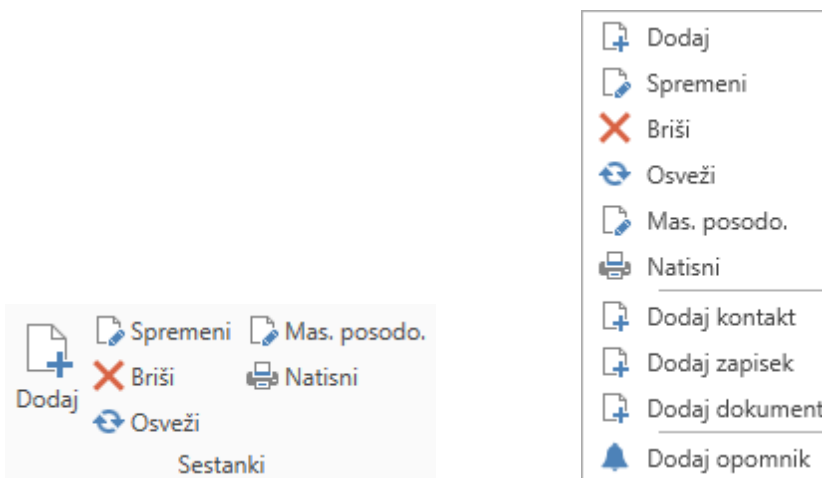 Dodaj
Spremeni
Briši
Osveži
Mas. posodo.
Natisni
Sestanki
Dodaj
Spremeni
Briši
Osveži
Mas. posodo.
Natisni
Dodaj kontakt
Dodaj zapisek
Dodaj dokument
Dodaj opomnik